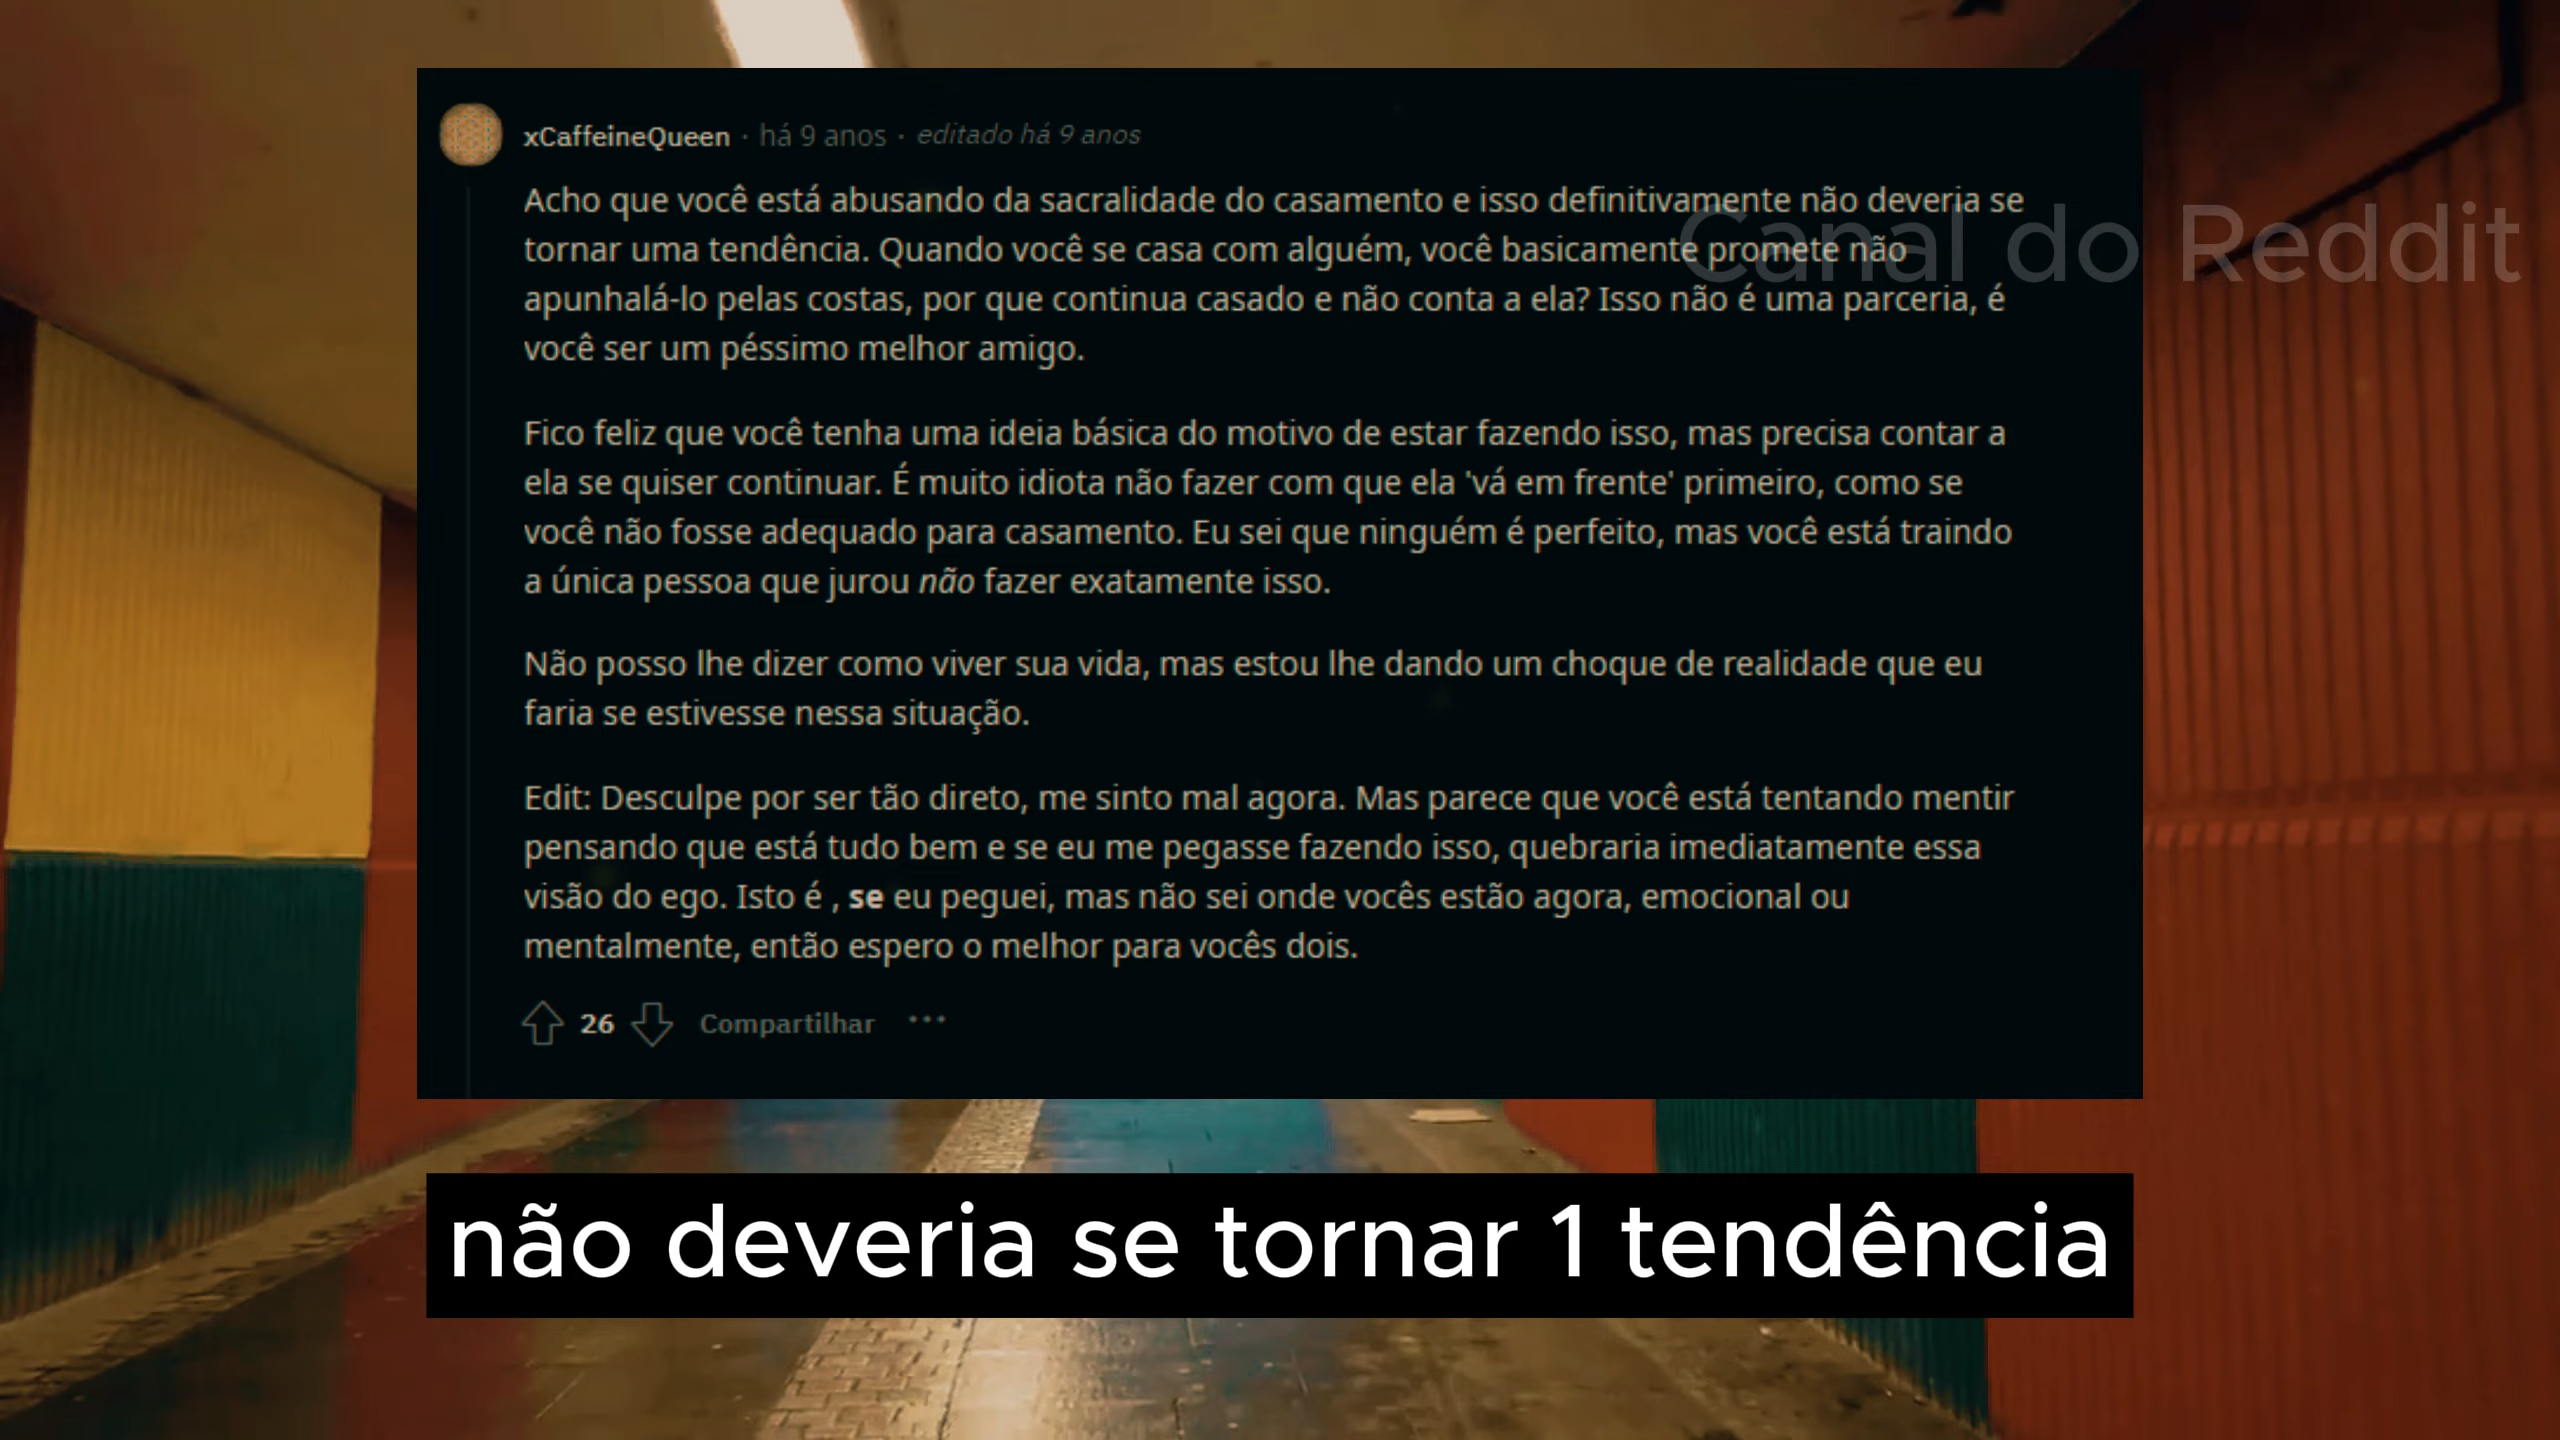 xCaffeineQueen · há 9 anos · editado há 9 anos
Acho que você está abusando da sacralidade do casamento e isso definitivamente não deveria se
tornar uma tendência. Quando você se casa com alguém, você basicamente promete não
apunhalá-lo pelas costas, por que continua casado e não conta a ela? Isso não é uma parceria, é
você ser um péssimo melhor amigo.
Canal do Reddit
Fico feliz que você tenha uma ideia básica do motivo de estar fazendo isso, mas precisa contar a
ela se quiser continuar. É muito idiota não fazer com que ela 'vá em frente' primeiro, como se
você não fosse adequado para casamento. Eu sei que ninguém é perfeito, mas você está traindo
a única pessoa que jurou não fazer exatamente isso.
Não posso lhe dizer como viver sua vida, mas estou lhe dando um choque de realidade que eu
faria se estivesse nessa situação.
Edit: Desculpe por ser tão direto, me sinto mal agora. Mas parece que você está tentando mentir
pensando que está tudo bem e se eu me pegasse fazendo isso, quebraria imediatamente essa
visão do ego. Isto é , se eu peguei, mas não sei onde vocês estão agora, emocional ou
mentalmente, então espero o melhor para vocês dois.
26 Compartilhar ···
não deveria se tornar 1 tendência